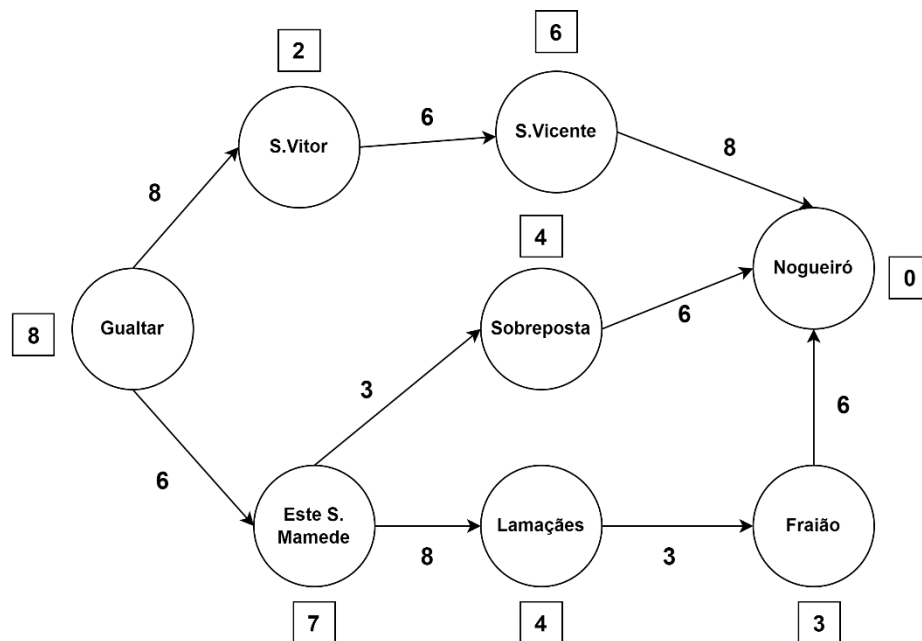 6
2
S.Vitor
6
S.Vicente
8
8
4
Nogueiró
0
Gualtar
8
Sobreposta
6
3
6
6
Este S.
Mamede
8
Lamações
3
Fraião
7
4
3